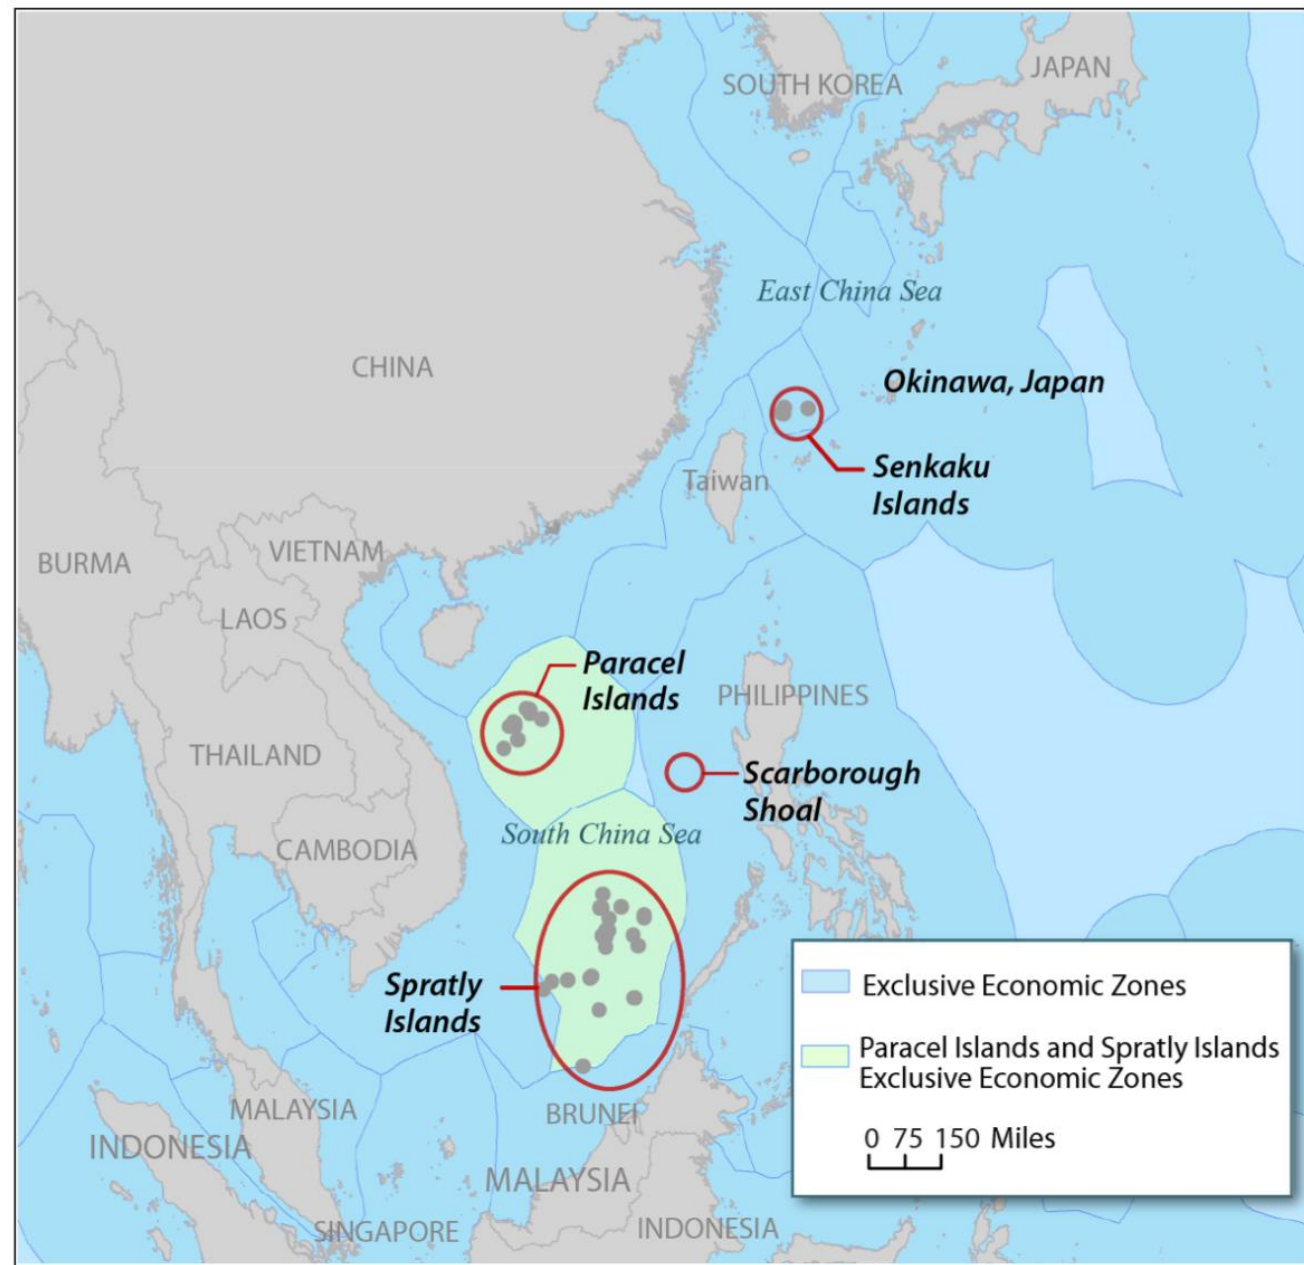 SOUTH KOREA
JAPAN
East China Sea
CHINA
Okinawa, Japan
Senkaku
Islands
Taiwan
BURMA
VIETNAM
LAOS
Paracel
Islands
PHILIPPINES
THAILAND
Scarborough
Shoal
South China Sea
CAMBODIA
Spratly
Islands
Exclusive Economic Zones
Paracel Islands and Spratly Islands
Exclusive Economic Zones
0 75 150 Miles
MALAYSIA
BRUNEI
INDONESIA
MALAYSIA
SINGAPORE
INDONESIA